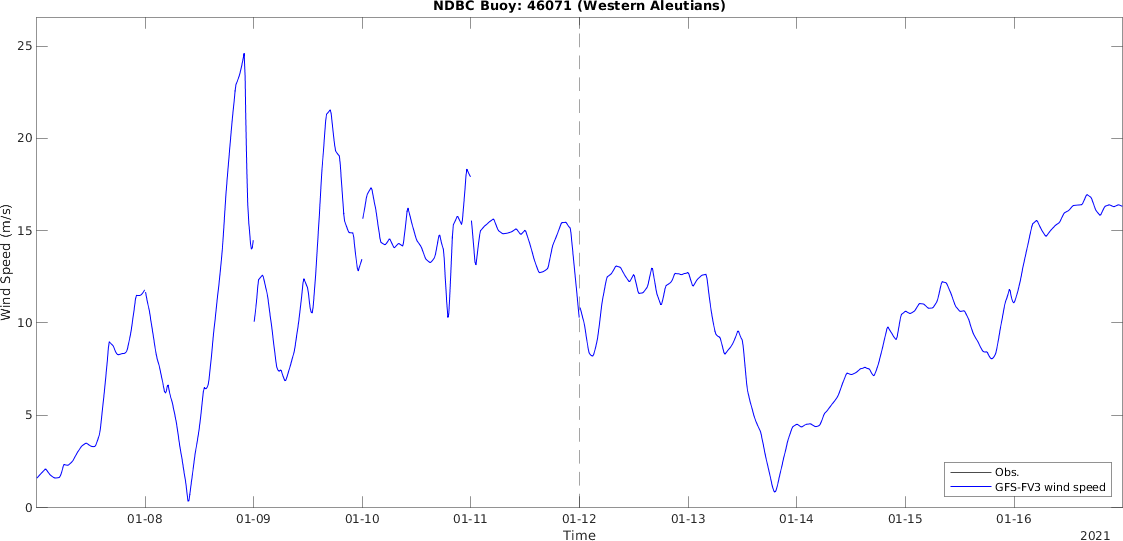 NDBC Buoy: 46071 (Western Aleutians)
25
20
15
10
5
0
Wind Speed (m/s)
01-08 01-09 01-10 01-11 01-12 01-13 01-14 01-15 01-16
Time
2021
Obs.
GFS-FV3 wind speed